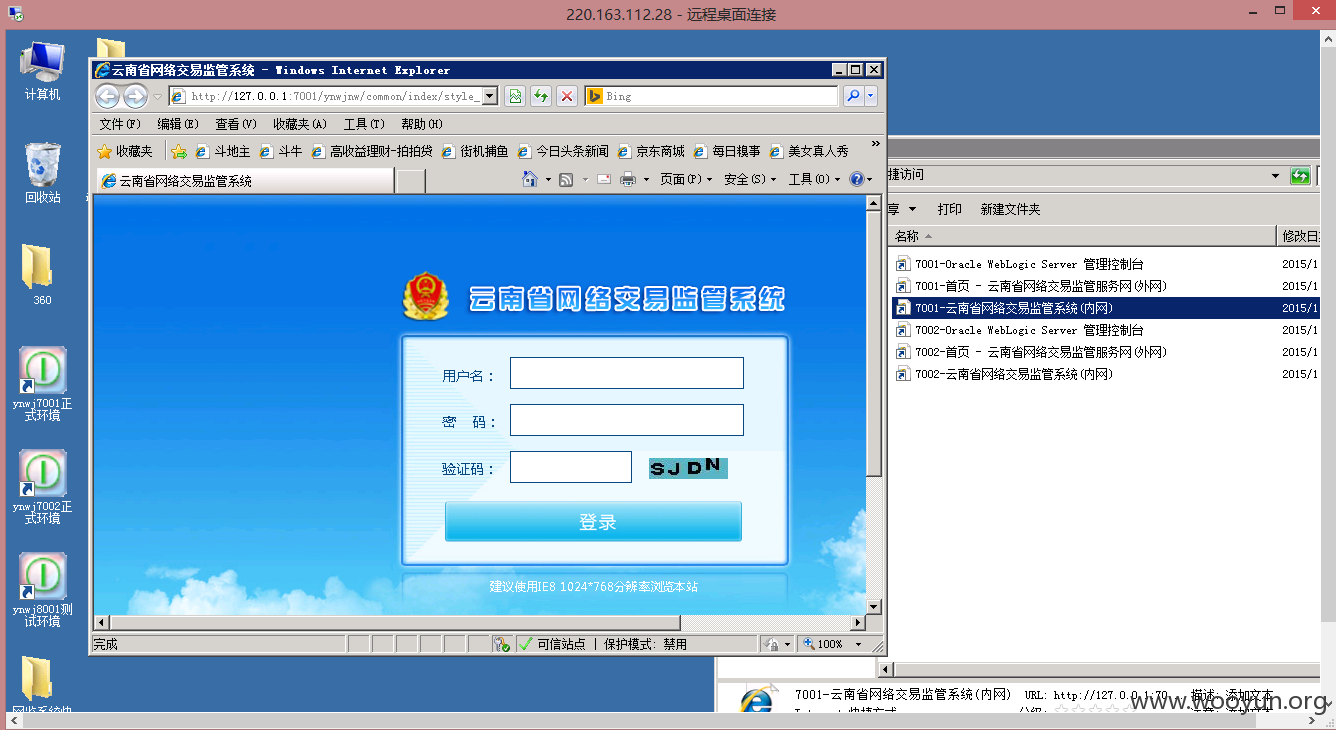 220.163.112.28 - 远程桌面连接
计算机
回收站
360
ynwj7001正
式环境
ynwj7002正
式环境
ynwj8001测
试环境
云南省网络交易监管系统 - Windows Internet Explorer
http://127.0.0.1:7001/ynwjnw/common/index/style_
Bing
文件(F) 编辑(E) 查看(V) 收藏夹(A) 工具(T) 帮助(H)
收藏夹 斗地主 斗牛 高收益理财-拍拍贷 街机捕鱼 今日头条新闻 京东商城 每日糗事 美女真人秀 »
云南省网络交易监管系统 页面(P) 安全(S) 工具(O)
云南省网络交易监管系统
用户名：
密 码：
验证码： SJDN
登录
建议使用IE8 1024*768分辨率浏览本站
完成 可信站点 | 保护模式: 禁用 100%
捷访问
享 打印 新建文件夹
名称 修改日
7001-Oracle WebLogic Server 管理控制台 2015/1
7001-首页 - 云南省网络交易监管服务网(外网) 2015/1
7001-云南省网络交易监管系统(内网) 2015/1
7002-Oracle WebLogic Server 管理控制台 2015/1
7002-首页 - 云南省网络交易监管服务网(外网) 2015/1
7002-云南省网络交易监管系统(内网) 2015/1
7001-云南省网络交易监管系统(内网) URL: http://127.0.0.1:70... 描述: 添加文本
www.wooyun.org